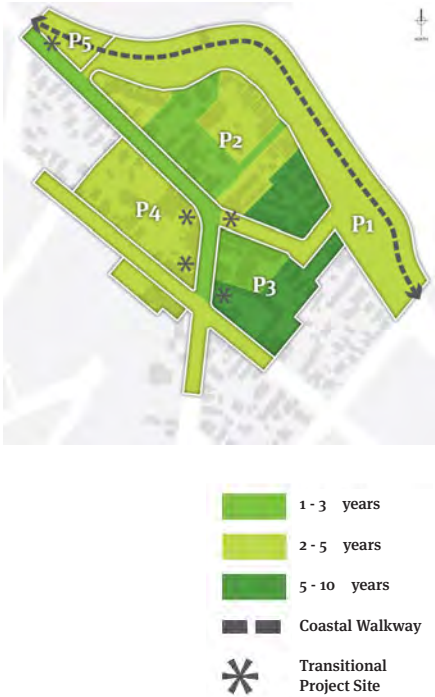 NORTH
P5
P2
P4
P1
P3
1 - 3 years
2 - 5 years
5 - 10 years
Coastal Walkway
Transitional
Project Site